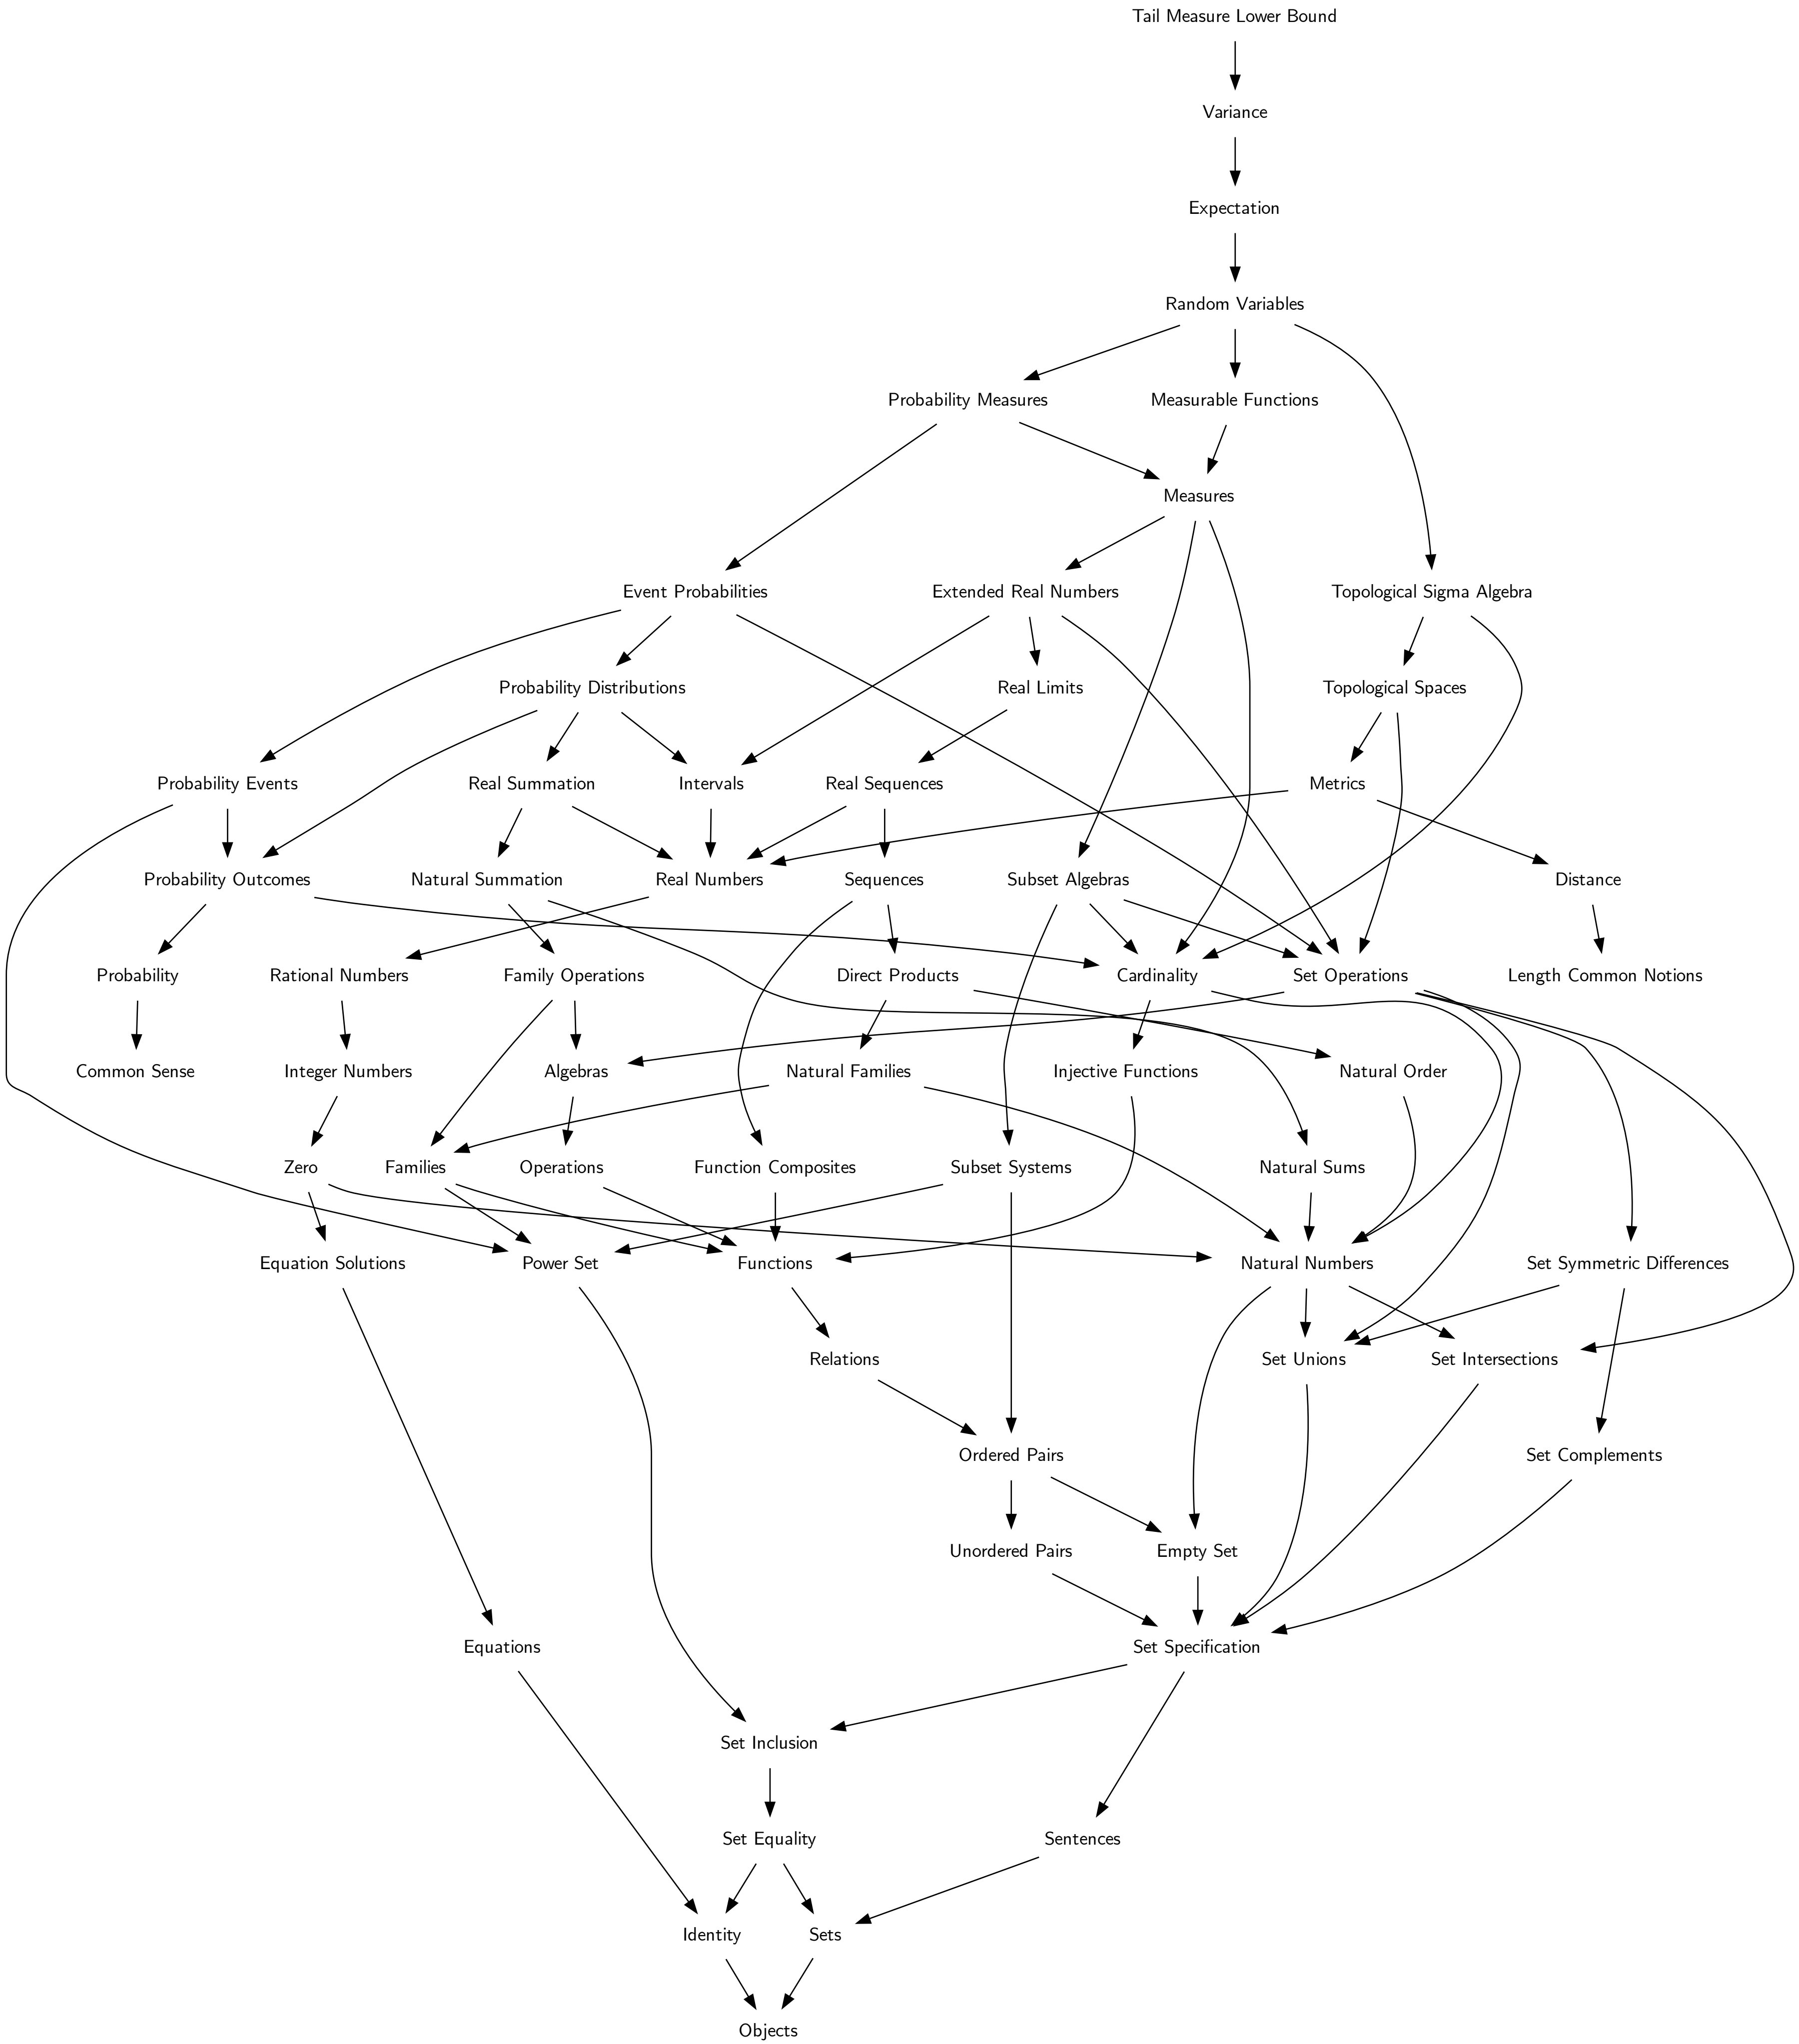 Tail Measure Lower Bound
Variance
Expectation
Random Variables
Probability Measures
Measurable Functions
Measures
Event Probabilities
Extended Real Numbers
Topological Sigma Algebra
Probability Distributions
Real Limits
Topological Spaces
Probability Events
Real Summation
Intervals
Real Sequences
Metrics
Probability Outcomes
Natural Summation
Real Numbers
Sequences
Subset Algebras
Distance
Probability
Rational Numbers
Family Operations
Direct Products
Cardinality
Set Operations
Length Common Notions
Common Sense
Integer Numbers
Algebras
Natural Families
Injective Functions
Natural Order
Zero
Families
Operations
Function Composites
Subset Systems
Natural Sums
Equation Solutions
Power Set
Functions
Natural Numbers
Set Symmetric Differences
Relations
Set Unions
Set Intersections
Ordered Pairs
Set Complements
Unordered Pairs
Empty Set
Equations
Set Specification
Set Inclusion
Set Equality
Sentences
Identity
Sets
Objects